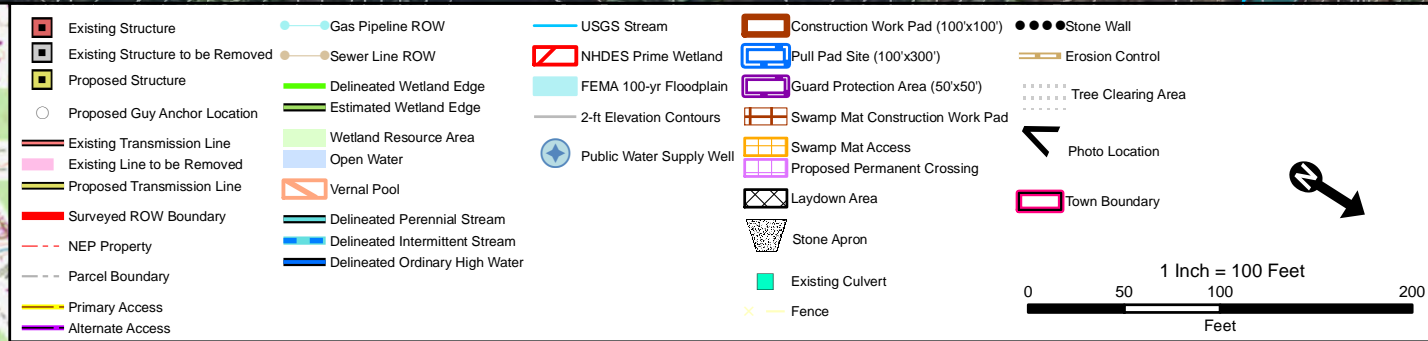 Existing Structure
Existing Structure to be Removed
Proposed Structure
Proposed Guy Anchor Location
Existing Transmission Line
Existing Line to be Removed
Proposed Transmission Line
Surveyed ROW Boundary
NEP Property
Parcel Boundary
Primary Access
Alternate Access
Gas Pipeline ROW
Sewer Line ROW
Delineated Wetland Edge
Estimated Wetland Edge
Wetland Resource Area
Open Water
Vernal Pool
Delineated Perennial Stream
Delineated Intermittent Stream
Delineated Ordinary High Water
USGS Stream
NHDES Prime Wetland
FEMA 100-yr Floodplain
2-ft Elevation Contours
Public Water Supply Well
Construction Work Pad (100'x100')
Pull Pad Site (100'x300')
Guard Protection Area (50'x50')
Swamp Mat Construction Work Pad
Swamp Mat Access
Proposed Permanent Crossing
Laydown Area
Stone Apron
Existing Culvert
Fence
Stone Wall
Erosion Control
Tree Clearing Area
Photo Location
Town Boundary
N
1 Inch = 100 Feet
0 50 100 200
Feet